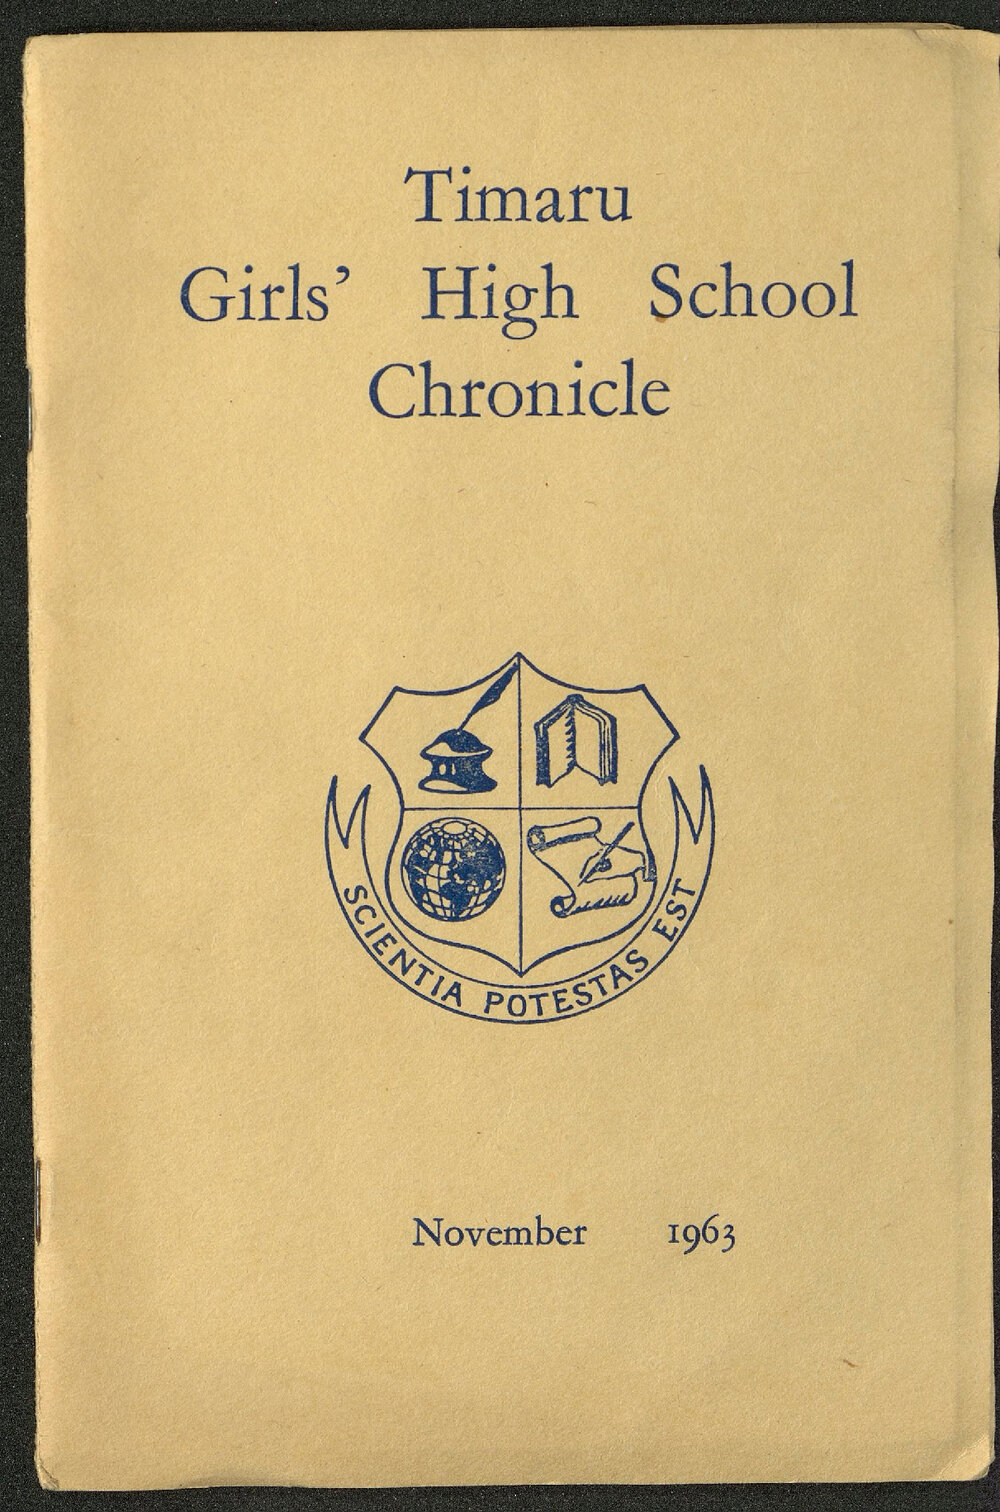 Timaru
Girls’ High School
Chronicle
SCIENTIA POTESTAS EST
November 1963